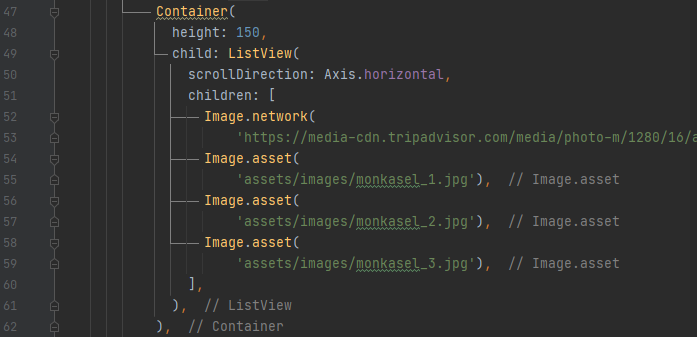 47 Container(
48 height: 150,
49 child: ListView(
50 scrollDirection: Axis.horizontal,
51 children: [
52 Image.network(
53 'https://media-cdn.tripadvisor.com/media/photo-m/1280/16/a
54 Image.asset(
55 'assets/images/monkasel_1.jpg'), // Image.asset
56 Image.asset(
57 'assets/images/monkasel_2.jpg'), // Image.asset
58 Image.asset(
59 'assets/images/monkasel_3.jpg'), // Image.asset
60 ],
61 ), // ListView
62 ), // Container